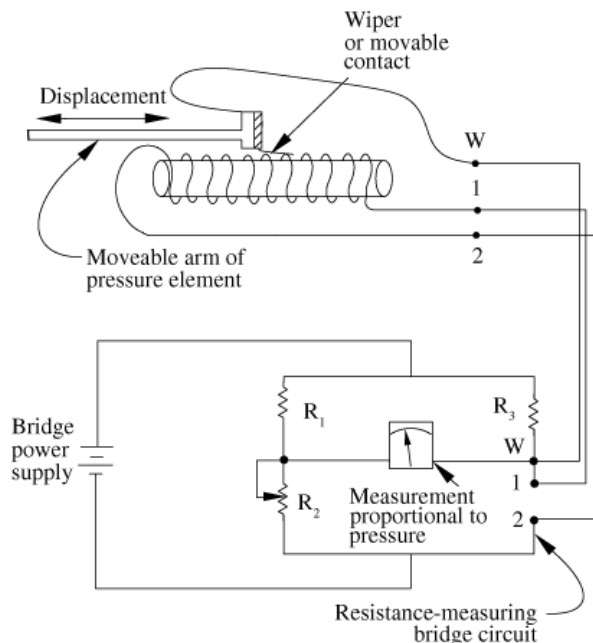 Wiper
or movable
contact
Displacement
W
1
2
Moveable arm of
pressure element
Bridge
power
supply
R1
R3
W
1
R2
2
Measurement
proportional to
pressure
Resistance-measuring
bridge circuit